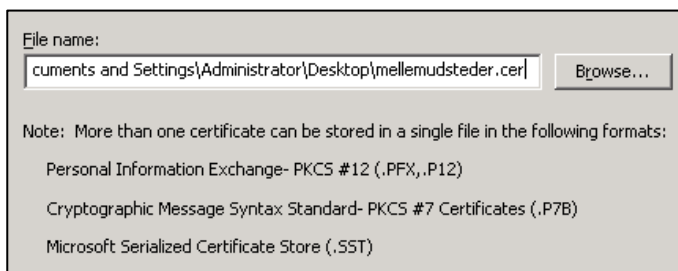 File name:
cuments and Settings\Administrator\Desktop\mellemudsteder.cer
Browse...
Note: More than one certificate can be stored in a single file in the following formats:
Personal Information Exchange- PKCS #12 (.PFX,.P12)
Cryptographic Message Syntax Standard- PKCS #7 Certificates (.P7B)
Microsoft Serialized Certificate Store (.SST)